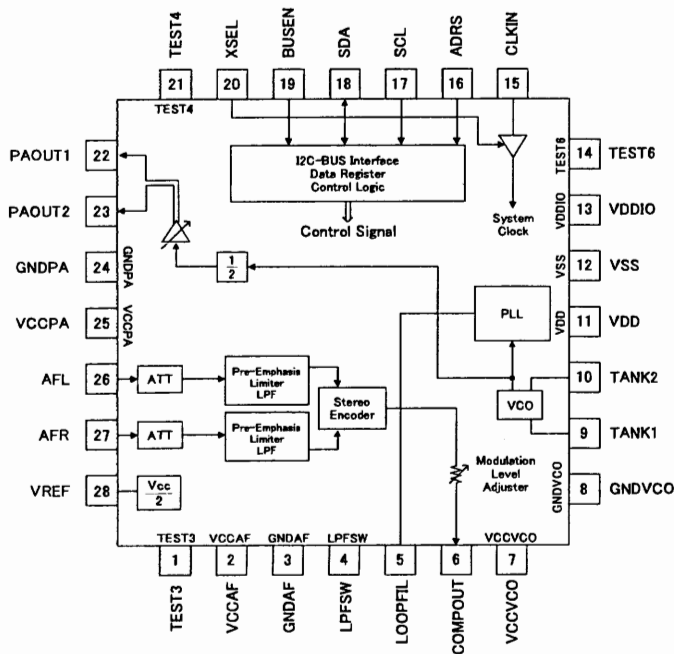 TEST4
XSEL
BUSEN
SDA
SCL
ADRS
CLKIN
21
20
19
18
17
16
15
TEST4
PAOUT1
22
PAOUT2
23
GNDPA
24
GNDPA
VCCPA
25
VCCPA
AFL
26
AFR
27
VREF
28
I2C-BUS Interface
Data Register
Control Logic
Control Signal
System
Clock
1
2
PLL
VCO
ATT
Pre-Emphasis
Limiter
LPF
Stereo
Encoder
ATT
Pre-Emphasis
Limiter
LPF
Vcc
2
Modulation
Level
Adjuster
TEST6
14
TEST6
VDDIO
13
VDDIO
VSS
12
VSS
VDD
11
VDD
10
TANK2
9
TANK1
GNDVCO
8
GNDVCO
TEST3
VCCAF
GNDAF
LPFSW
VCCVCO
1
2
3
4
5
6
7
TEST3
VCCAF
GNDAF
LPFSW
LOOPFIL
COMPOUT
VCCVCO